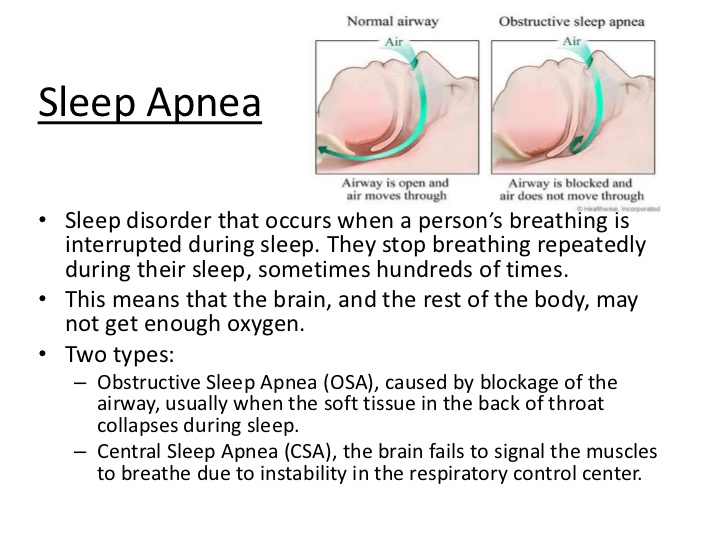 Normal airway
Obstructive sleep apnea
Air
Air
Sleep Apnea
Airway is open and
air moves through
Airway is blocked and
air does not move through
© Healthwise, Incorporated
• Sleep disorder that occurs when a person’s breathing is
interrupted during sleep. They stop breathing repeatedly
during their sleep, sometimes hundreds of times.
• This means that the brain, and the rest of the body, may
not get enough oxygen.
• Two types:
– Obstructive Sleep Apnea (OSA), caused by blockage of the
airway, usually when the soft tissue in the back of throat
collapses during sleep.
– Central Sleep Apnea (CSA), the brain fails to signal the muscles
to breathe due to instability in the respiratory control center.